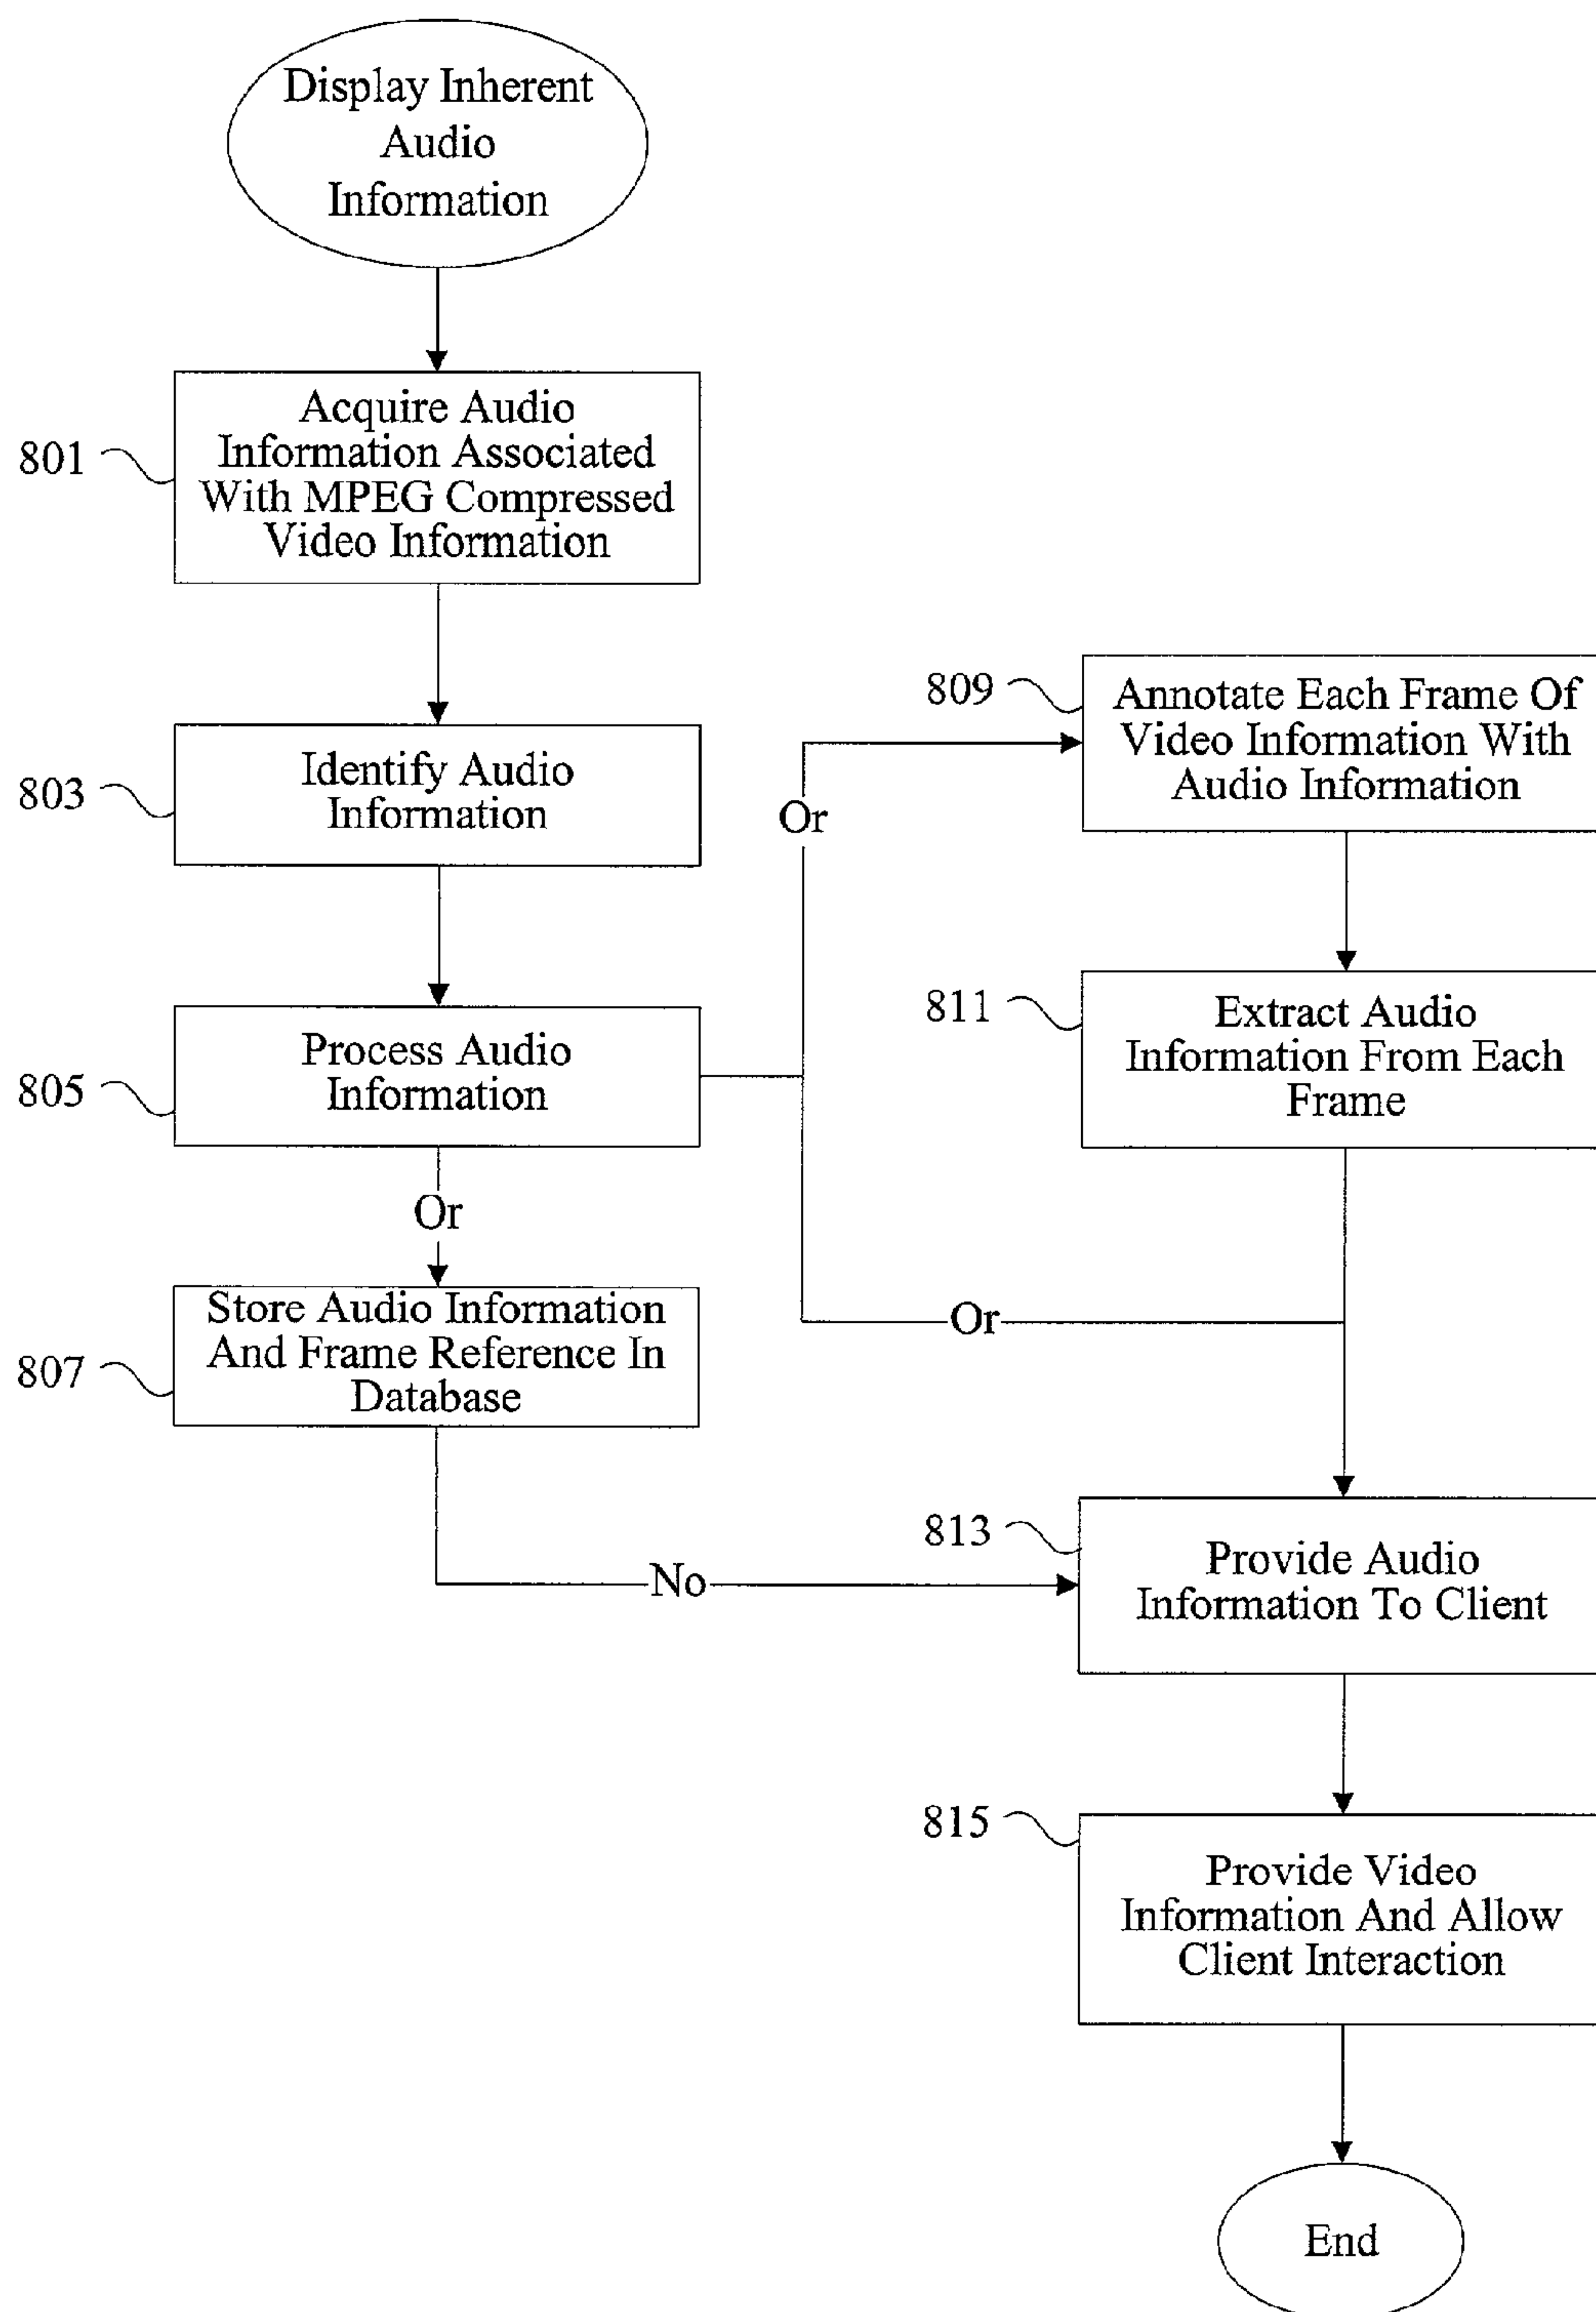 Display Inherent
Audio
Information
801
Acquire Audio
Information Associated
With MPEG Compressed
Video Information
803
Identify Audio
Information
805
Process Audio
Information
Or
807
Store Audio Information
And Frame Reference In
Database
No
Or
Or
809
Annotate Each Frame Of
Video Information With
Audio Information
811
Extract Audio
Information From Each
Frame
813
Provide Audio
Information To Client
815
Provide Video
Information And Allow
Client Interaction
End